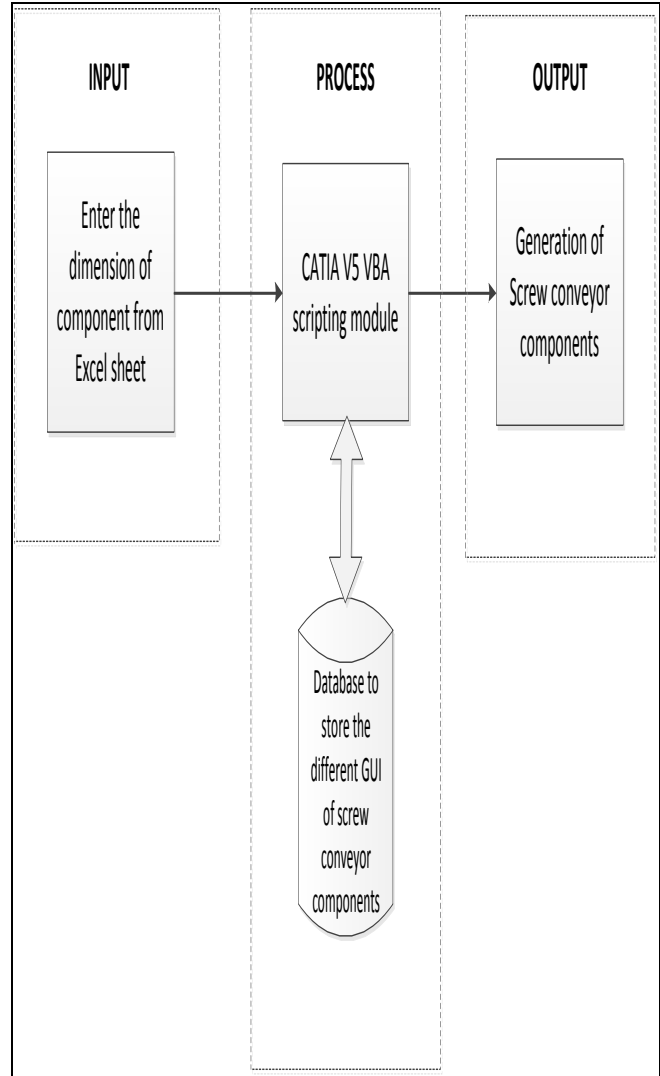 INPUT
Enter the
dimension of
component from
Excel sheet
PROCESS
CATIA V5 VBA
scripting module
Database to
store the
different GUI
of screw
conveyor
components
OUTPUT
Generation of
Screw conveyor
components